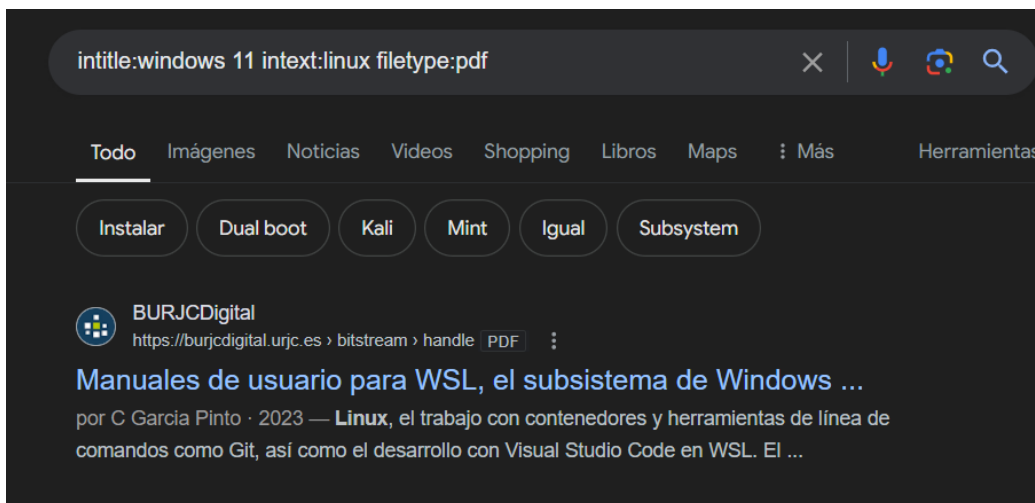 intitle:windows 11 intext:linux filetype:pdf
Todo Imágenes Noticias Videos Shopping Libros Maps Más Herramientas
Instalar Dual boot Kali Mint Igual Subsystem
BURJCDigital
https://burjcdigital.urjc.es › bitstream › handle PDF
Manuales de usuario para WSL, el subsistema de Windows ...
por C Garcia Pinto · 2023 — Linux, el trabajo con contenedores y herramientas de línea de
comandos como Git, así como el desarrollo con Visual Studio Code en WSL. El ...